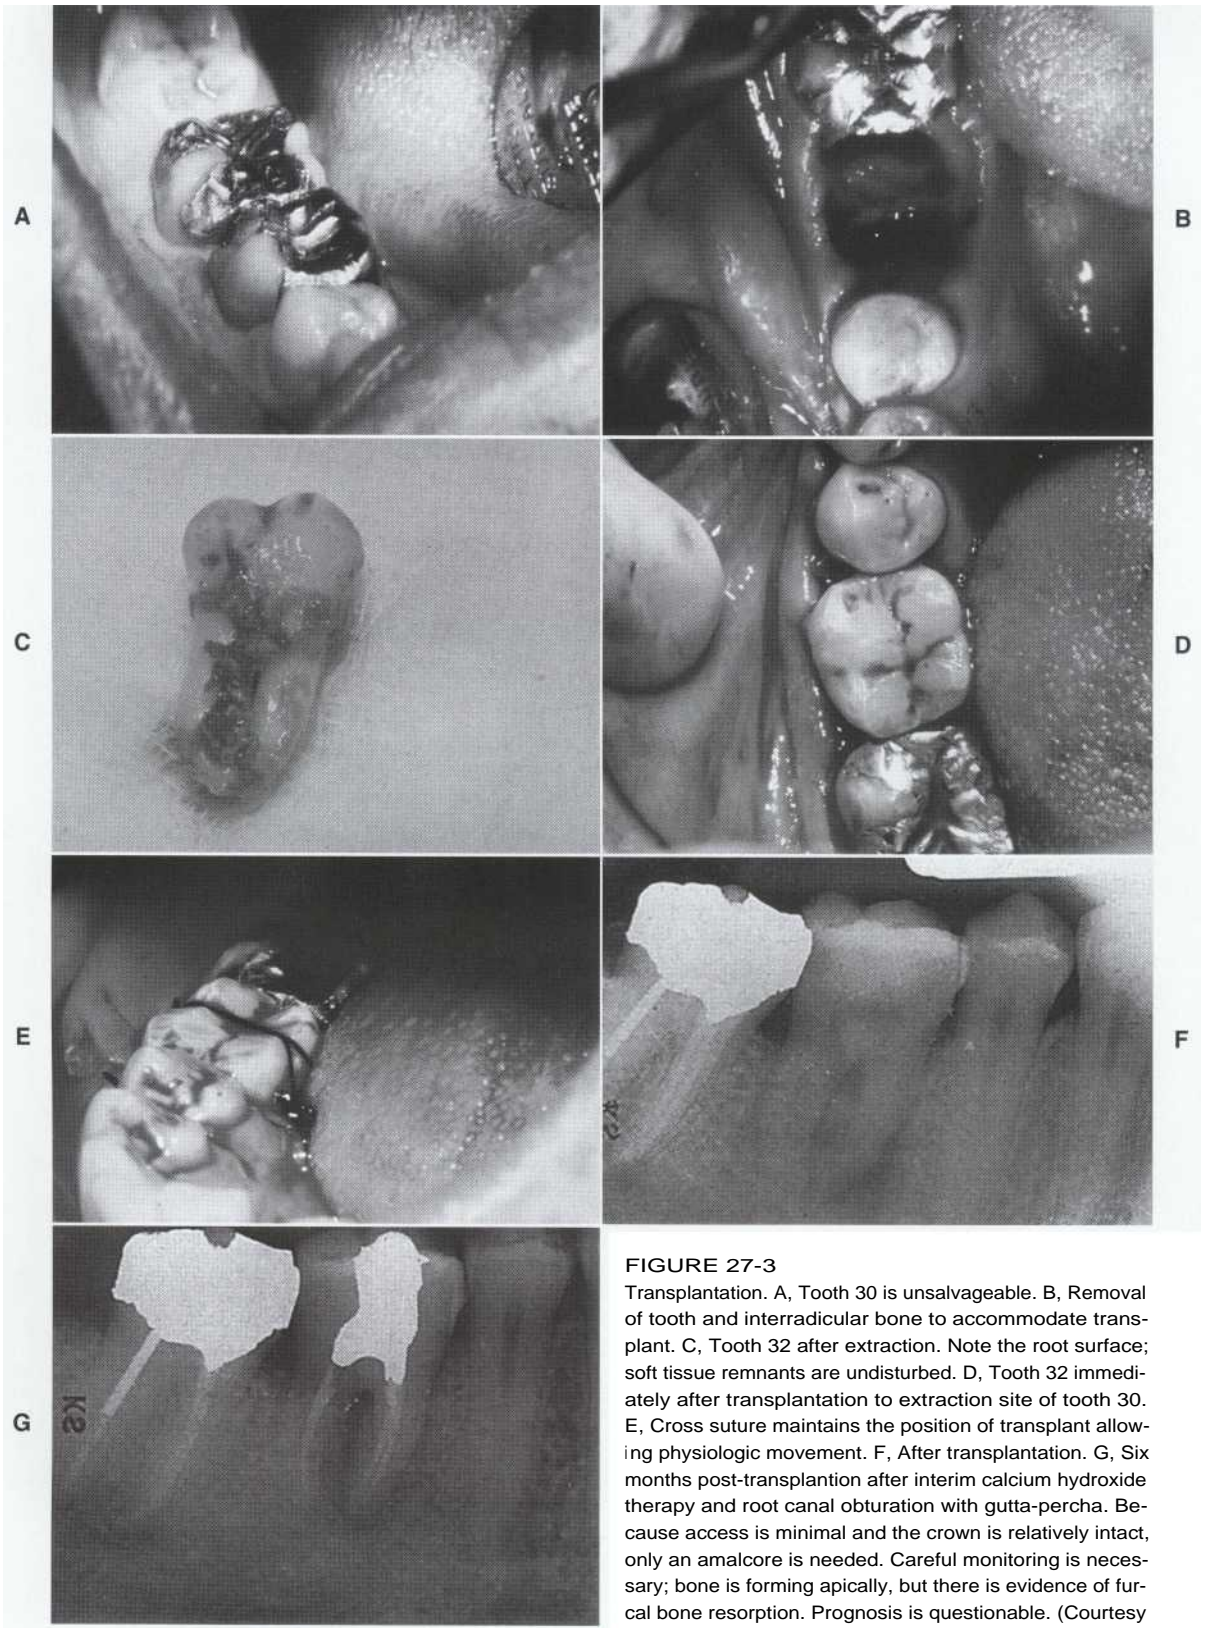 A
B
C
D
E
F
G
KS
KS
FIGURE 27-3
Transplantation. A, Tooth 30 is unsalvageable. B, Removal
of tooth and interradicular bone to accommodate trans-
plant. C, Tooth 32 after extraction. Note the root surface;
soft tissue remnants are undisturbed. D, Tooth 32 immedi-
ately after transplantation to extraction site of tooth 30.
E, Cross suture maintains the position of transplant allow-
ing physiologic movement. F, After transplantation. G, Six
months post-transplantion after interim calcium hydroxide
therapy and root canal obturation with gutta-percha. Be-
cause access is minimal and the crown is relatively intact,
only an amalcore is needed. Careful monitoring is neces-
sary; bone is forming apically, but there is evidence of fur-
cal bone resorption. Prognosis is questionable. (Courtesy